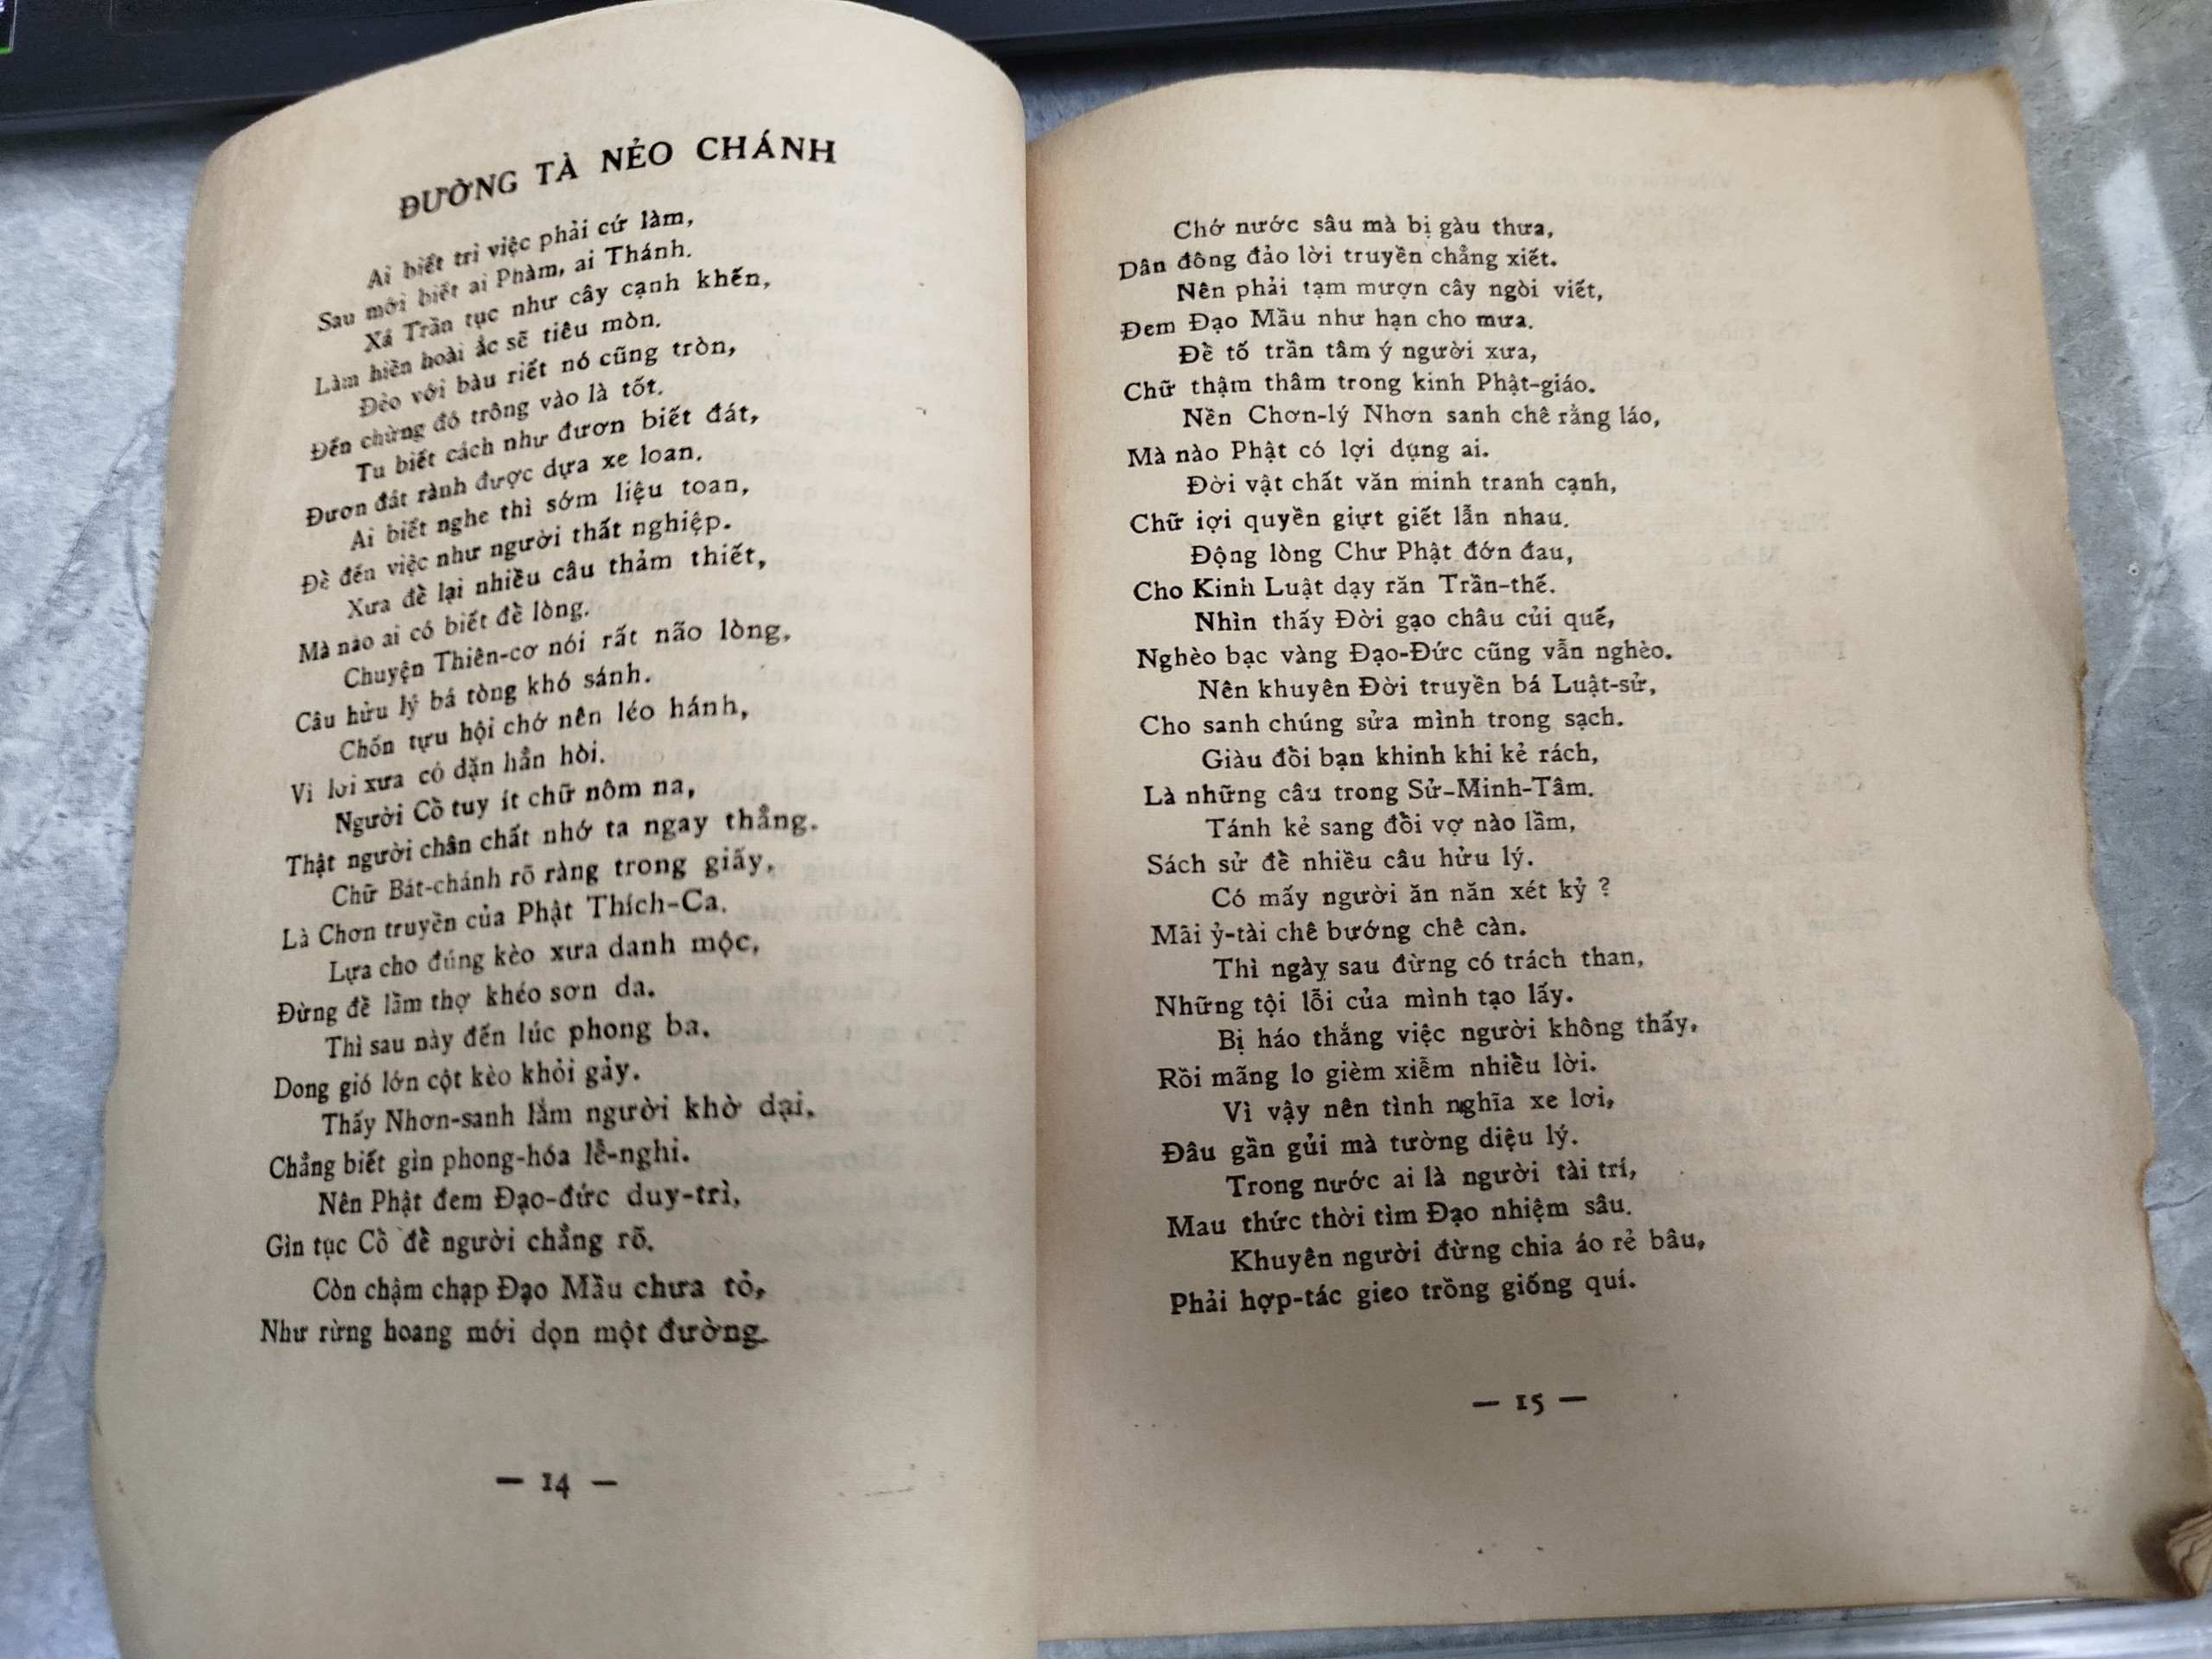 ĐƯỜNG TÀ NẺO CHÁNH
Ai biết trì việc phải cứ làm,
Sau mới biết ai Phàm, ai Thánh.
Xá Trần tục như cây cạnh khến,
Làm hiền hoài ắc sẽ tiêu mòn.
Đẻo với bàu riết nó cũng tròn,
Đến chừng đó trông vào là tốt.
Tu biết cách như đươn biết đát,
Đươn đát rành được dựa xe loan.
Ai biết nghe thì sớm liệu toan,
Để đến việc như người thất nghiệp.
Xưa để lại nhiều câu thảm thiết,
Mà nào ai có biết để lòng.
Chuyện Thiên-cơ nói rất não lòng,
Câu hửu lý bá tòng khó sánh.
Chốn tựu hội chớ nên léo hánh,
Vì lơi xưa có dặn hẳn hòi.
Người Cổ tuy ít chữ nôm na,
Thật người chân chất nhớ ta ngay thẳng.
Chữ Bát-chánh rõ ràng trong giấy,
Là Chơn truyền của Phật Thích-Ca.
Lựa cho đúng kèo xưa danh mộc,
Đừng để lầm thợ khéo sơn da.
Thì sau này đến lúc phong ba,
Dong gió lớn cột kèo khỏi gảy.
Thấy Nhơn-sanh lắm người khờ dại,
Chẳng biết gìn phong-hóa lễ-nghi.
Nên Phật đem Đạo-đức duy-trì,
Gìn tục Cổ để người chẳng rõ.
Còn chậm chạp Đạo Mầu chưa tỏ,
Như rừng hoang mới dọn một đường.
— 14 —
Chớ nước sâu mà bị gàu thưa,
Dân đông đảo lời truyền chẳng xiết.
Nên phải tạm mượn cây ngòi viết,
Đem Đạo Mầu như hạn cho mưa.
Để tố trần tâm ý người xưa,
Chữ thậm thâm trong kinh Phật-giáo.
Nền Chơn-lý Nhơn sanh chê rằng láo,
Mà nào Phật có lợi dụng ai.
Đời vật chất văn minh tranh cạnh,
Chữ iợi quyền giựt giết lẫn nhau.
Động lòng Chư Phật đớn đau,
Cho Kinh Luật dạy răn Trần-thế.
Nhìn thấy Đời gạo châu củi quế,
Nghèo bạc vàng Đạo-Đức cũng vẫn nghèo.
Nên khuyên Đời truyền bá Luật-sử,
Cho sanh chúng sửa mình trong sạch.
Giàu đổi bạn khinh khi kẻ rách,
Là những câu trong Sử-Minh-Tâm.
Tánh kẻ sang đổi vợ nào lầm,
Sách sử để nhiều câu hửu lý.
Có mấy người ăn năn xét kỷ ?
Mãi ỷ-tài chê bướng chê càn.
Thì ngày sau đừng có trách than,
Những tội lỗi của mình tạo lấy.
Bị háo thắng việc người không thấy,
Rồi mãng lo gièm xiểm nhiều lời.
Vì vậy nên tình nghĩa xe lơi,
Đâu gần gủi mà tường diệu lý.
Trong nước ai là người tài trí,
Mau thức thời tìm Đạo nhiệm sâu.
Khuyên người đừng chia áo rẻ bâu,
Phải hợp-tác gieo trồng giống quí.
— 15 —